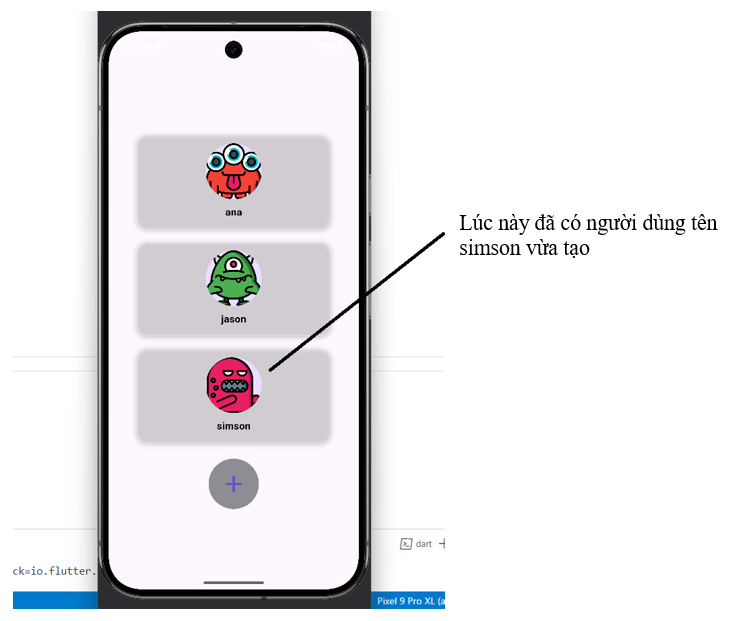 ana
Lúc này đã có người dùng tên
simson vừa tạo
jason
simson
dart
ck=io.flutter.
Pixel 9 Pro XL (a